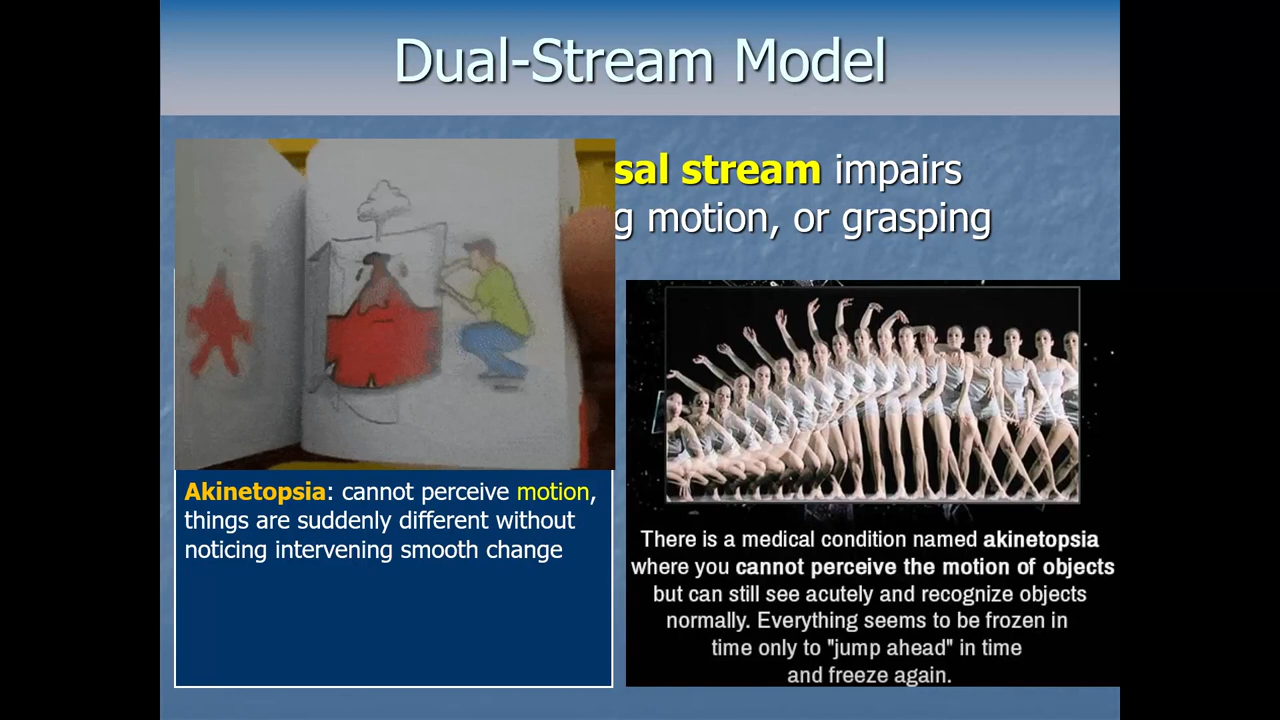 Dual-Stream Model
sal stream impairs
g motion, or grasping
Akinetopsia: cannot perceive motion,
things are suddenly different without
noticing intervening smooth change
There is a medical condition named akinetopsia
where you cannot perceive the motion of objects
but can still see acutely and recognize objects
normally. Everything seems to be frozen in
time only to "jump ahead" in time
and freeze again.